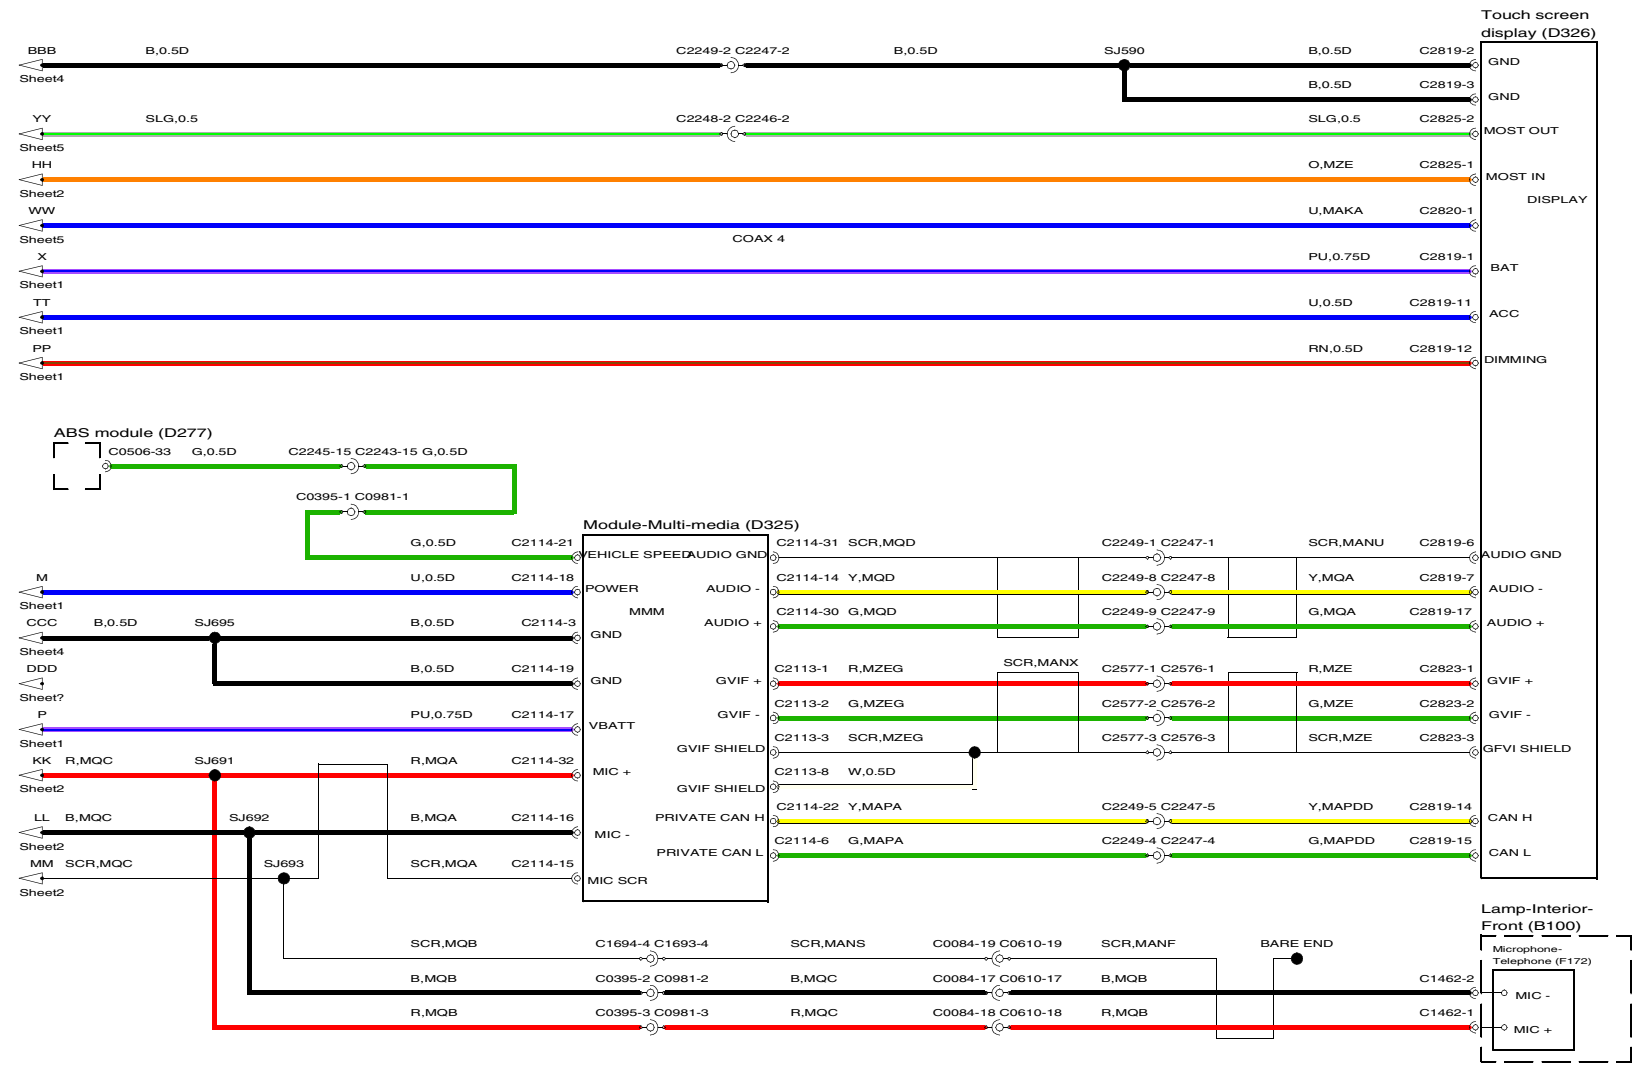 Touch screen
display (D326)
BBB B,0.5D C2249-2 C2247-2 B,0.5D SJ590 B,0.5D C2819-2
GND
Sheet4
B,0.5D C2819-3
GND
YY SLG,0.5 C2248-2 C2246-2 SLG,0.5 C2825-2
MOST OUT
Sheet5
HH O,MZE C2825-1
MOST IN
Sheet2
DISPLAY
WW U,MAKA C2820-1
Sheet5 COAX 4
X PU,0.75D C2819-1
BAT
Sheet1
TT U,0.5D C2819-11
ACC
Sheet1
PP RN,0.5D C2819-12
DIMMING
Sheet1
ABS module (D277)
C0506-33 G,0.5D C2245-15 C2243-15 G,0.5D
C0395-1 C0981-1
Module-Multi-media (D325)
G,0.5D C2114-21 C2114-31 SCR,MQD C2249-1 C2247-1 SCR,MANU C2819-6
VEHICLE SPEED AUDIO GND AUDIO GND
M U,0.5D C2114-18 C2114-14 Y,MQD C2249-8 C2247-8 Y,MQA C2819-7
POWER AUDIO - AUDIO -
Sheet1
MMM
CCC B,0.5D SJ695 B,0.5D C2114-3 C2114-30 G,MQD C2249-9 C2247-9 G,MQA C2819-17
GND AUDIO + AUDIO +
Sheet4
SCR,MANX
DDD B,0.5D C2114-19 C2113-1 R,MZEG C2577-1 C2576-1 R,MZE C2823-1
GND GVIF + GVIF +
Sheet?
P PU,0.75D C2114-17 C2113-2 G,MZEG C2577-2 C2576-2 G,MZE C2823-2
VBATT GVIF - GVIF -
Sheet1
C2113-3 SCR,MZEG C2577-3 C2576-3 SCR,MZE C2823-3
GVIF SHIELD GFVI SHIELD
KK R,MQC SJ691 R,MQA C2114-32 C2113-8 W,0.5D
MIC + GVIF SHIELD
Sheet2
LL B,MQC SJ692 B,MQA C2114-16 C2114-22 Y,MAPA C2249-5 C2247-5 Y,MAPDD C2819-14
MIC - PRIVATE CAN H CAN H
Sheet2
C2114-6 G,MAPA C2249-4 C2247-4 G,MAPDD C2819-15
PRIVATE CAN L CAN L
MM SCR,MQC SJ693 SCR,MQA C2114-15
MIC SCR
Sheet2
Lamp-Interior-
Front (B100)
SCR,MQB C1694-4 C1693-4 SCR,MANS C0084-19 C0610-19 SCR,MANF BARE END
Microphone-
Telephone (F172)
B,MQB C0395-2 C0981-2 B,MQC C0084-17 C0610-17 B,MQB C1462-2
MIC -
R,MQB C0395-3 C0981-3 R,MQC C0084-18 C0610-18 R,MQB C1462-1
MIC +